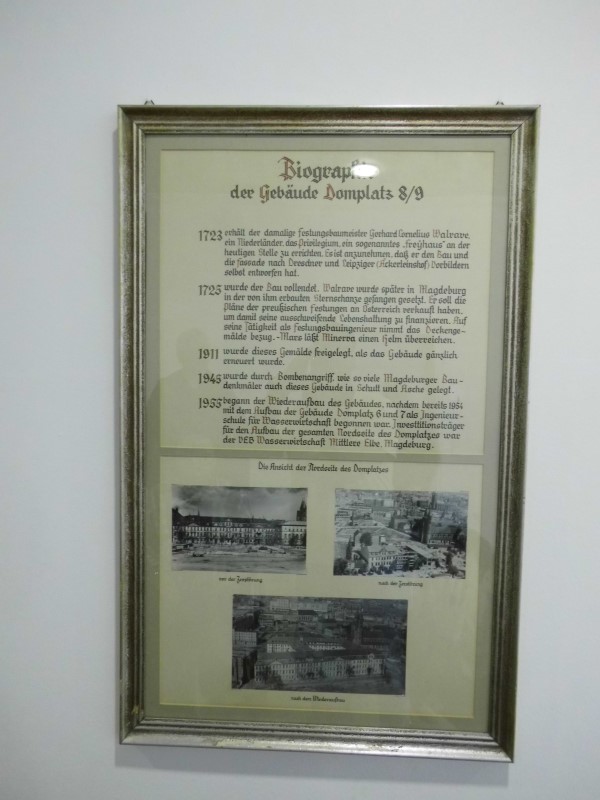 Biographie
der Gebäude Domplatz 8/9
1723 erhält der damalige Festungsbaumeister Gerhard Cornelius Walrave,
ein Niederländer, das Privilegium, ein sogenanntes „Freyhaus" an der
heutigen Stelle zu errichten. Es ist anzunehmen, daß er den Bau und
die Fassade nach Dresdner und Leipziger (Ackerleinshof) Vorbildern
selbst entworfen hat.
1725 wurde der Bau vollendet. Walrave wurde später in Magdeburg
in der von ihm erbauten Sternschanze gefangen gesetzt. Er soll die
Pläne der preußischen Festungen an Österreich verkauft haben,
um damit seine ausschweifende Lebenshaltung zu finanzieren. Auf
seine Tätigkeit als Festungsbauingenieur nimmt das Deckenge-
mälde bezug. - Mars läßt Minerva einen Helm überreichen.
1911 wurde dieses Gemälde freigelegt, als das Gebäude gänzlich
erneuert wurde.
1945 wurde durch Bombenangriff, wie so viele Magdeburger Bau-
denkmäler auch dieses Gebäude in Schutt und Asche gelegt.
1955 begann der Wiederaufbau des Gebäudes, nachdem bereits 1954
mit dem Aufbau der Gebäude Domplatz 6 und 7 als Ingenieur-
schule für Wasserwirtschaft begonnen war. Investitionsträger
für den Aufbau der gesamten Nordseite des Domplatzes war
der VEB Wasserwirtschaft Mittlere Elbe, Magdeburg.
Die Ansicht der Nordseite des Domplatzes
vor der Zerstörung
nach der Zerstörung
nach dem Wiederaufbau